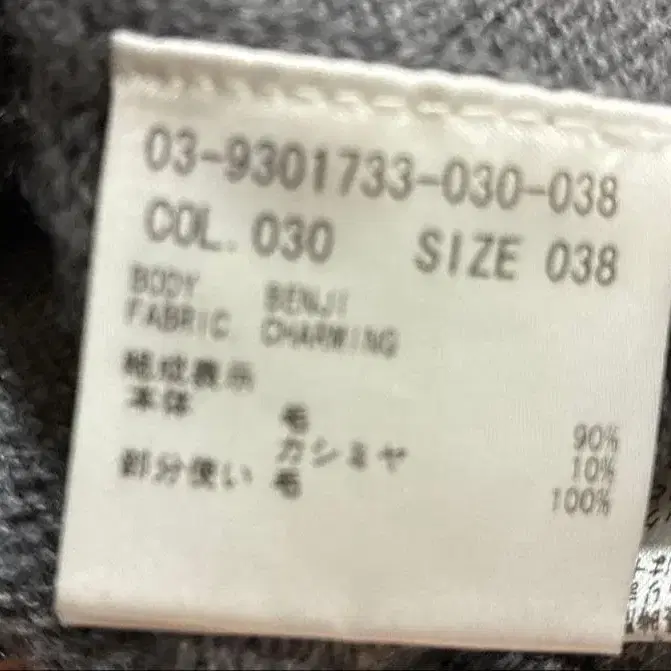 03-9301733-030-038
COL. 030 SIZE 038
BODY BENJI
FABRIC CHARMING
組成表示
本体 毛 90%
カシミヤ 10%
部分使い 毛 100%